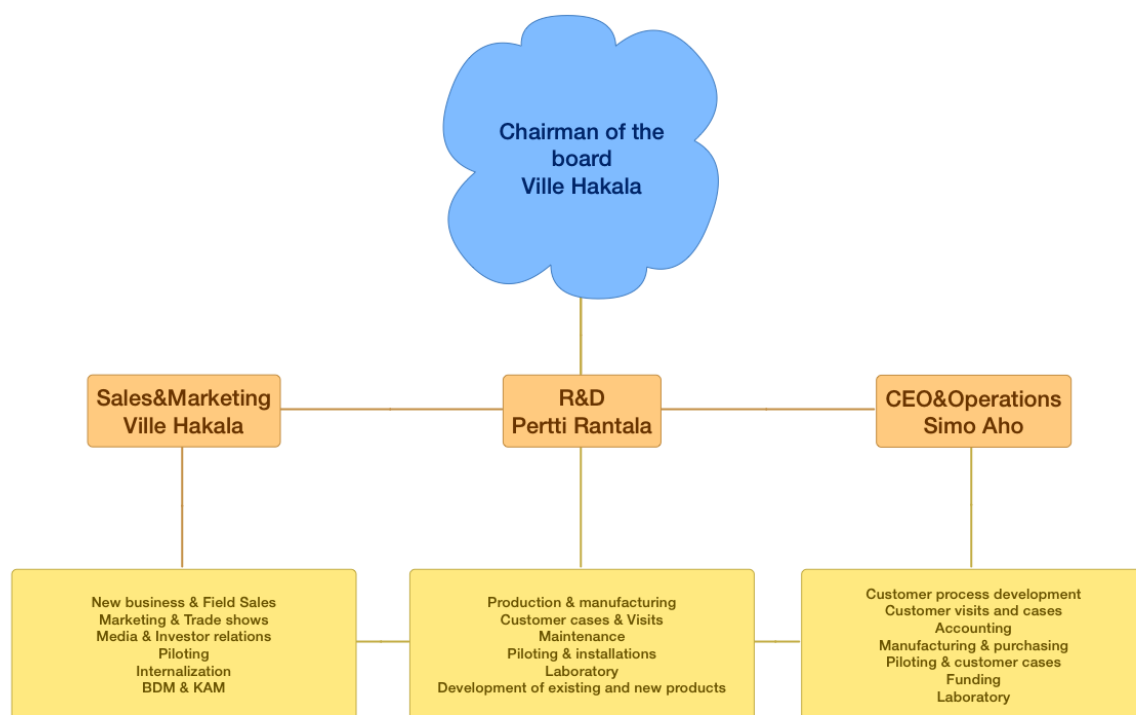 Chairman of the
board
Ville Hakala
Sales&Marketing
Ville Hakala
R&D
Pertti Rantala
CEO&Operations
Simo Aho
New business & Field Sales
Marketing & Trade shows
Media & Investor relations
Piloting
Internalization
BDM & KAM
Production & manufacturing
Customer cases & Visits
Maintenance
Piloting & installations
Laboratory
Development of existing and new products
Customer process development
Customer visits and cases
Accounting
Manufacturing & purchasing
Piloting & customer cases
Funding
Laboratory